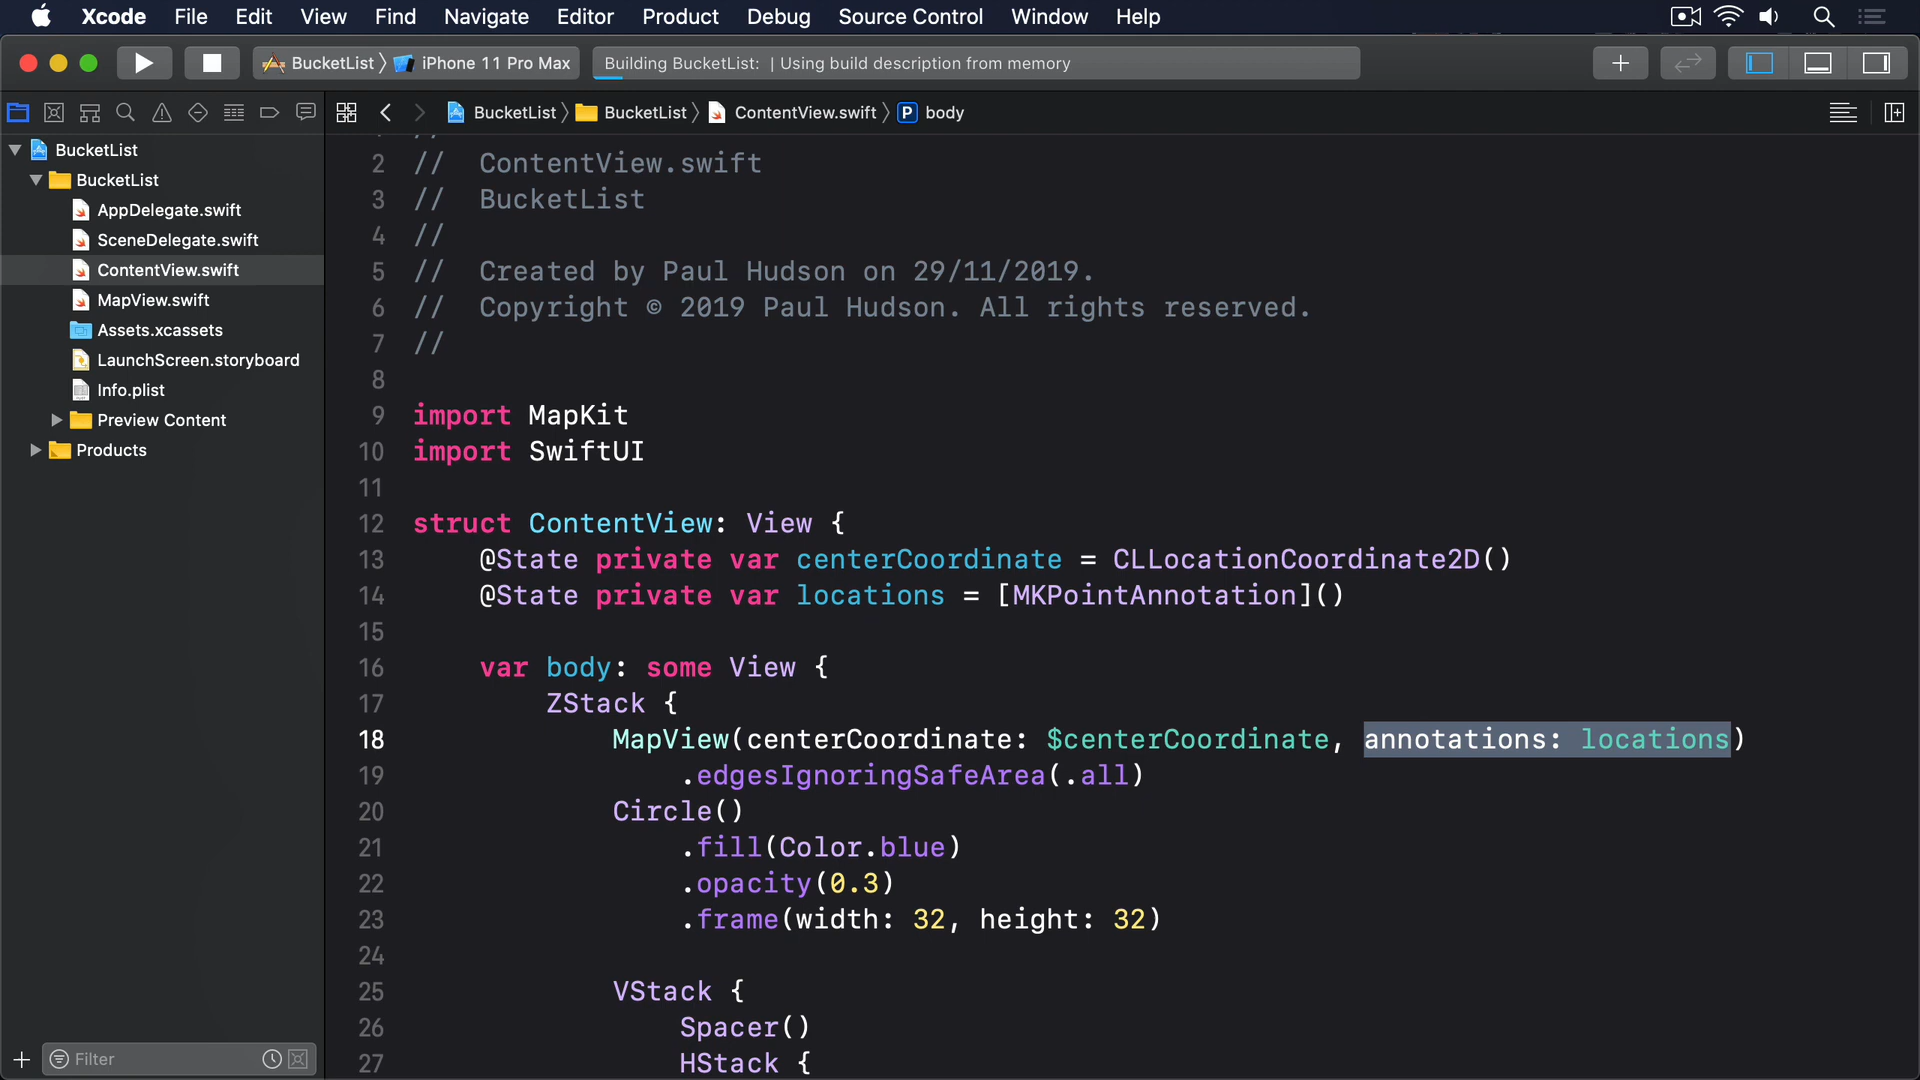 Xcode File Edit View Find Navigate Editor Product Debug Source Control Window Help
BucketList iPhone 11 Pro Max Building BucketList: | Using build description from memory
BucketList BucketList ContentView.swift P body
BucketList
BucketList
AppDelegate.swift
SceneDelegate.swift
ContentView.swift
MapView.swift
Assets.xcassets
LaunchScreen.storyboard
Info.plist
Preview Content
Products
Filter
2 //  ContentView.swift
3 //  BucketList
4 //
5 //  Created by Paul Hudson on 29/11/2019.
6 //  Copyright © 2019 Paul Hudson. All rights reserved.
7 //
8
9 import MapKit
10 import SwiftUI
11
12 struct ContentView: View {
13     @State private var centerCoordinate = CLLocationCoordinate2D()
14     @State private var locations = [MKPointAnnotation]()
15
16     var body: some View {
17         ZStack {
18             MapView(centerCoordinate: $centerCoordinate, annotations: locations)
19                 .edgesIgnoringSafeArea(.all)
20             Circle()
21                 .fill(Color.blue)
22                 .opacity(0.3)
23                 .frame(width: 32, height: 32)
24
25             VStack {
26                 Spacer()
27                 HStack {